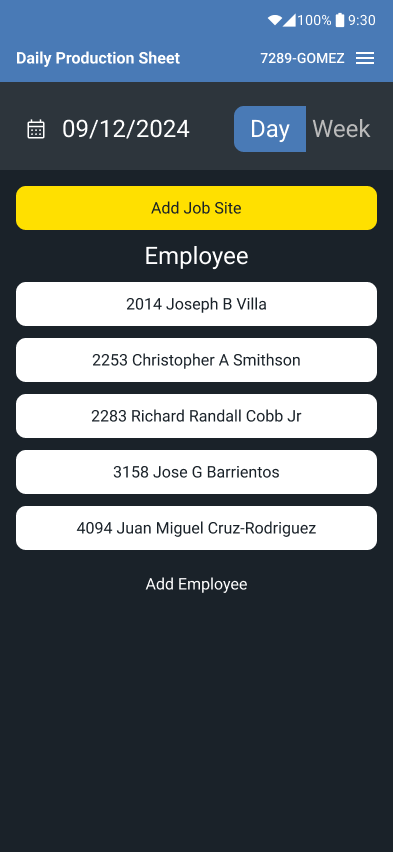 100% 9:30
Daily Production Sheet 7289-GOMEZ
09/12/2024 Day Week
Add Job Site
Employee
2014 Joseph B Villa
2253 Christopher A Smithson
2283 Richard Randall Cobb Jr
3158 Jose G Barrientos
4094 Juan Miguel Cruz-Rodriguez
Add Employee